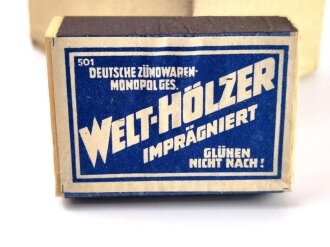 501
DEUTSCHE ZÜNDWAREN-
MONOPOLGES.
WELT-HÖLZER
IMPRÄGNIERT
GLÜHEN
NICHT NACH!